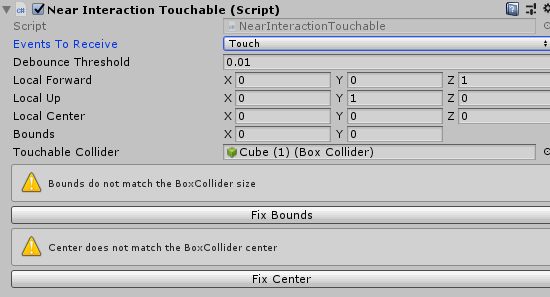 Near Interaction Touchable (Script)
Script NearInteractionTouchable
Events To Receive Touch
Debounce Threshold 0.01
Local Forward X 0 Y 0 Z 1
Local Up X 0 Y 1 Z 0
Local Center X 0 Y 0 Z 0
Bounds X 0 Y 0
Touchable Collider Cube (1) (Box Collider)
Bounds do not match the BoxCollider size
Fix Bounds
Center does not match the BoxCollider center
Fix Center